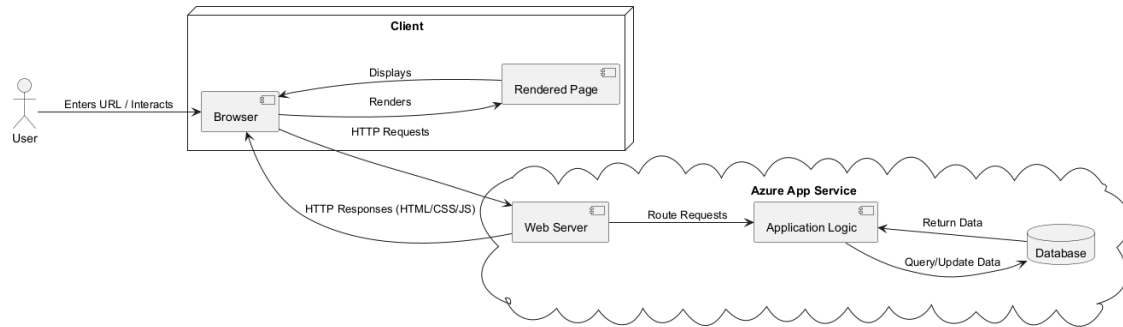 Client
Displays
Rendered Page
Enters URL / Interacts
Browser
Renders
User
HTTP Requests
Azure App Service
HTTP Responses (HTML/CSS/JS)
Web Server
Route Requests
Application Logic
Return Data
Database
Query/Update Data